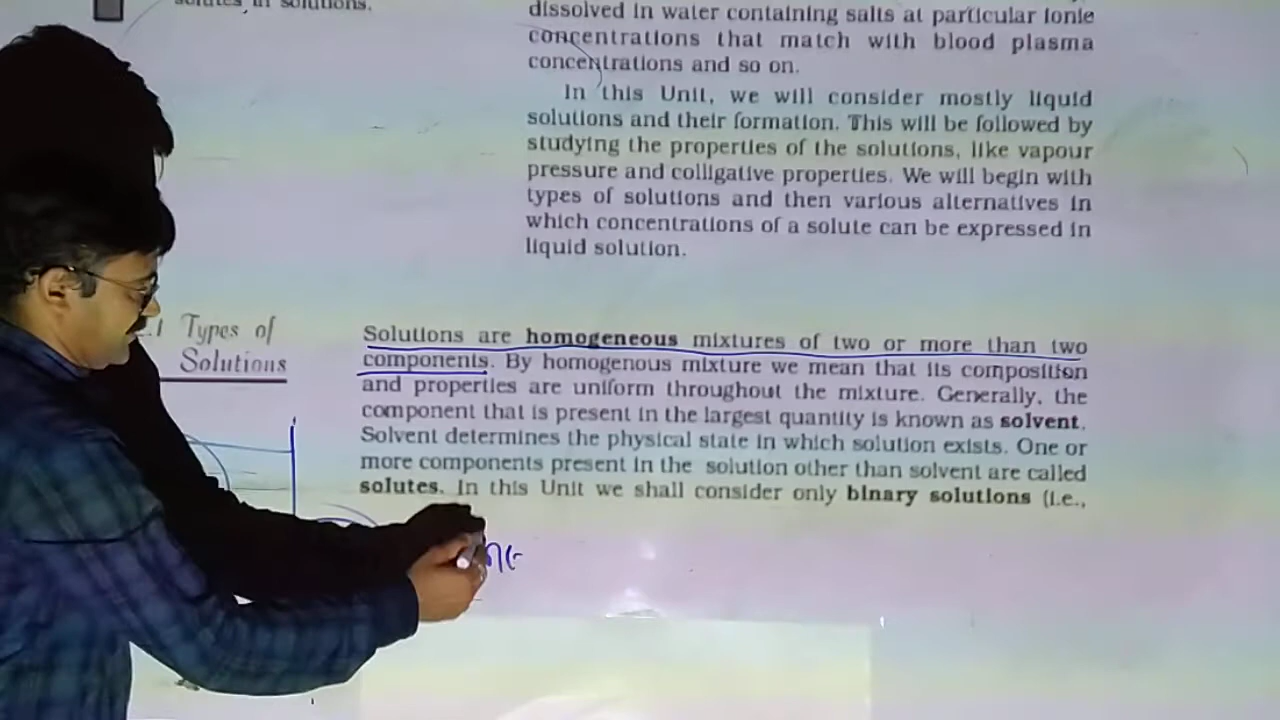 solutes in solutions.
dissolved in water containing salts at particular ionic
concentrations that match with blood plasma
concentrations and so on.
In this Unit, we will consider mostly liquid
solutions and their formation. This will be followed by
studying the properties of the solutions, like vapour
pressure and colligative properties. We will begin with
types of solutions and then various alternatives in
which concentrations of a solute can be expressed in
liquid solution.
.1 Types of
Solutions
Solutions are homogeneous mixtures of two or more than two
components. By homogenous mixture we mean that its composition
and properties are uniform throughout the mixture. Generally, the
component that is present in the largest quantity is known as solvent.
Solvent determines the physical state in which solution exists. One or
more components present in the solution other than solvent are called
solutes. In this Unit we shall consider only binary solutions (i.e.,